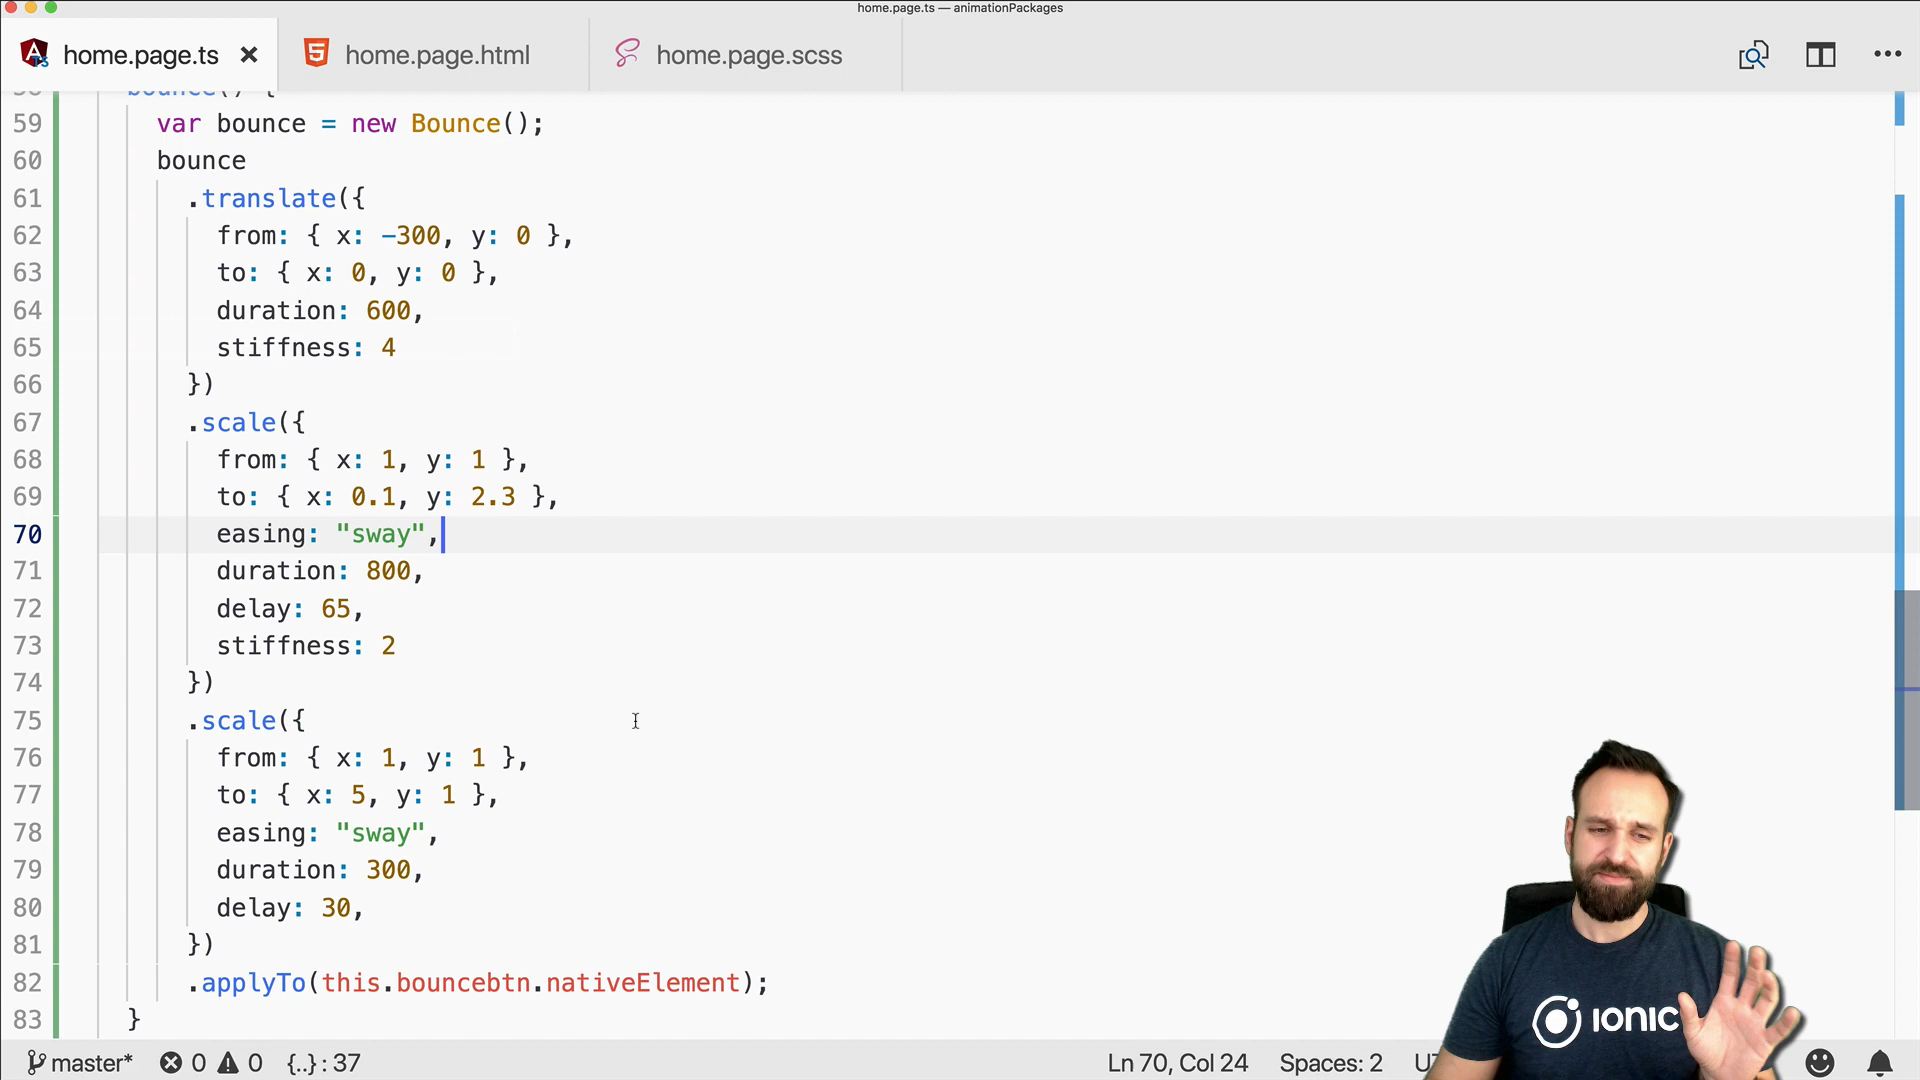 home.page.ts — animationPackages
home.page.ts
home.page.html
home.page.scss
58 bounce() {
59 var bounce = new Bounce();
60 bounce
61 .translate({
62 from: { x: -300, y: 0 },
63 to: { x: 0, y: 0 },
64 duration: 600,
65 stiffness: 4
66 })
67 .scale({
68 from: { x: 1, y: 1 },
69 to: { x: 0.1, y: 2.3 },
70 easing: "sway",
71 duration: 800,
72 delay: 65,
73 stiffness: 2
74 })
75 .scale({
76 from: { x: 1, y: 1 },
77 to: { x: 5, y: 1 },
78 easing: "sway",
79 duration: 300,
80 delay: 30,
81 })
82 .applyTo(this.bouncebtn.nativeElement);
83 }
IONIC
master* 0 0 {..} : 37 Ln 70, Col 24 Spaces: 2